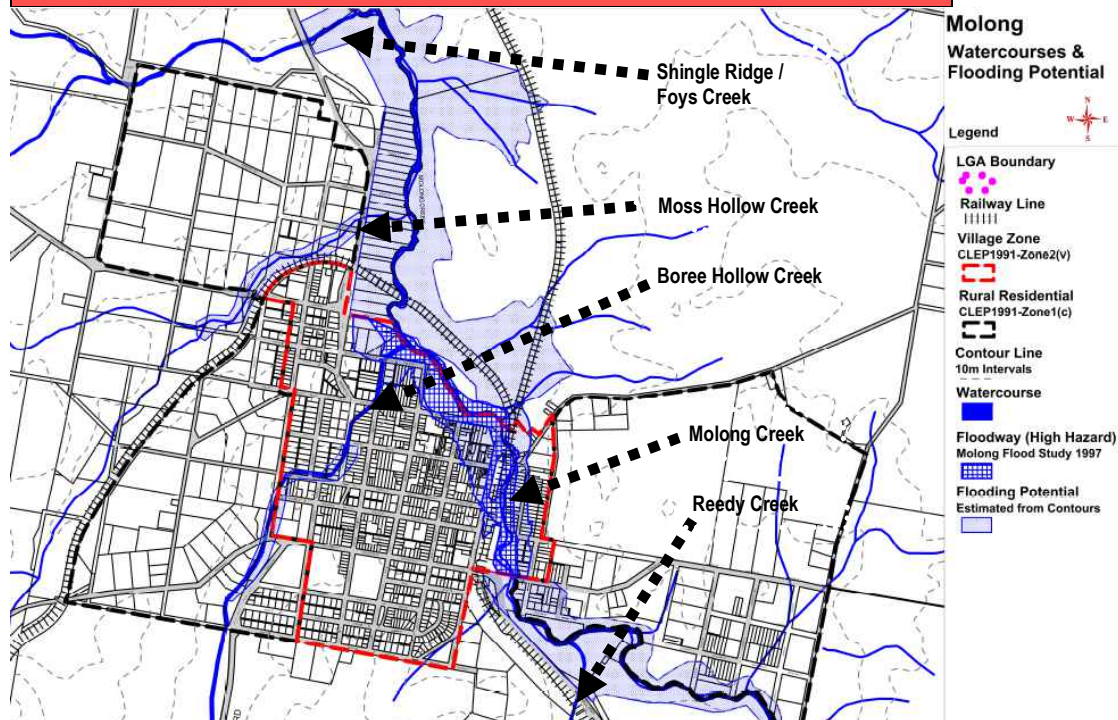 Molong
Watercourses &
Flooding Potential
N
W
E
S
Legend
LGA Boundary
Railway Line
Village Zone
CLEP1991-Zone2(v)
Rural Residential
CLEP1991-Zone1(c)
Contour Line
10m Intervals
Watercourse
Floodway (High Hazard)
Molong Flood Study 1997
Flooding Potential
Estimated from Contours
Shingle Ridge /
Foys Creek
Moss Hollow Creek
Boree Hollow Creek
Molong Creek
Reedy Creek